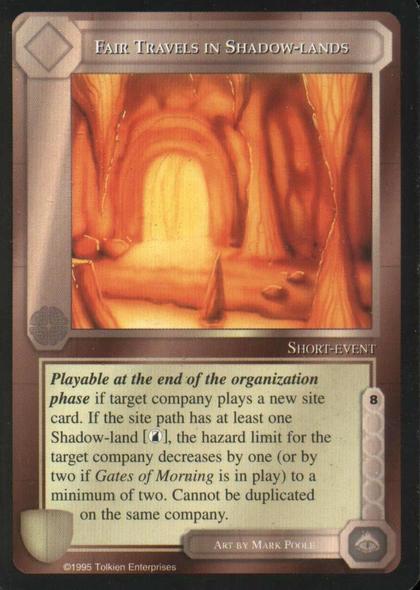 Fair Travels in Shadow-lands
Short-event
Playable at the end of the organization
phase if target company plays a new site
card. If the site path has at least one
Shadow-land [ ], the hazard limit for the
target company decreases by one (or by
two if Gates of Morning is in play) to a
minimum of two. Cannot be duplicated
on the same company.
8
Art by Mark Poole
©1995 Tolkien Enterprises